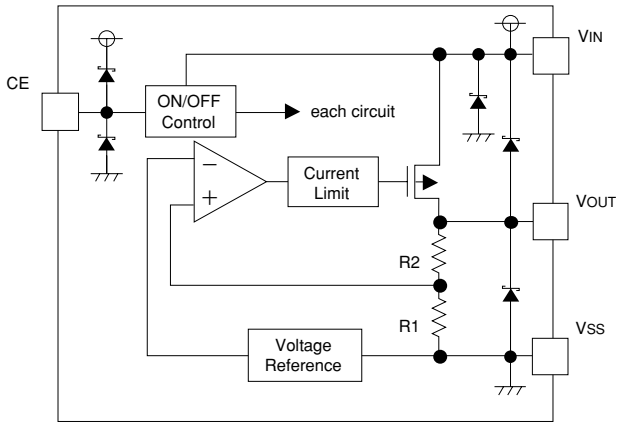 VIN
CE
ON/OFF
Control
each circuit
−
+
Current
Limit
VOUT
R2
R1
VSS
Voltage
Reference